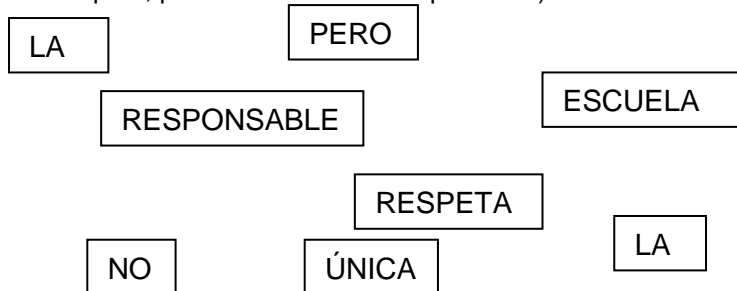 LA
PERO
ESCUELA
RESPONSABLE
RESPETA
LA
NO
ÚNICA